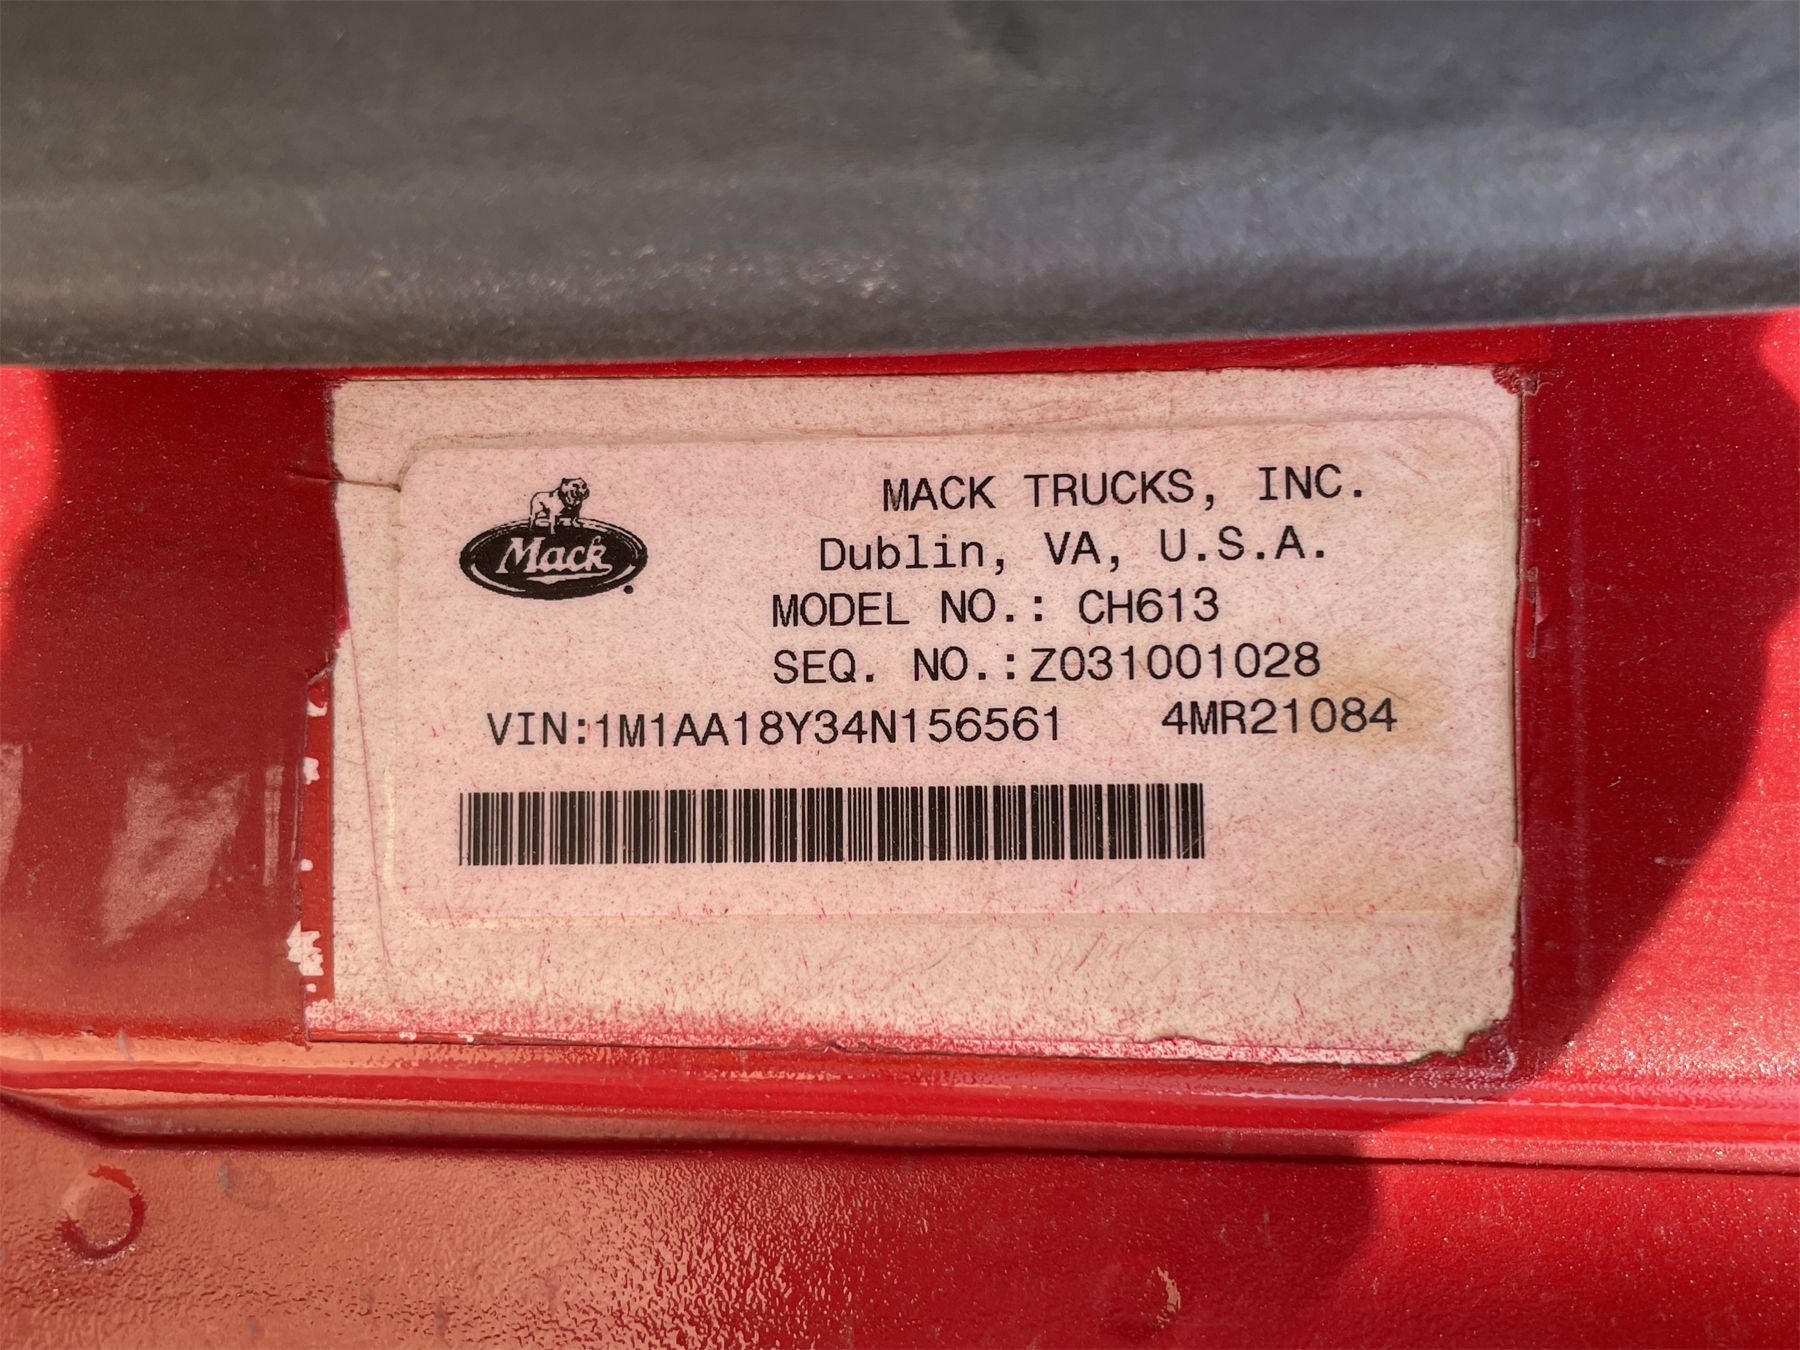 Mack
MACK TRUCKS, INC.
Dublin, VA, U.S.A.
MODEL NO.: CH613
SEQ. NO.:Z031001028
VIN:1M1AA18Y34N156561 4MR21084